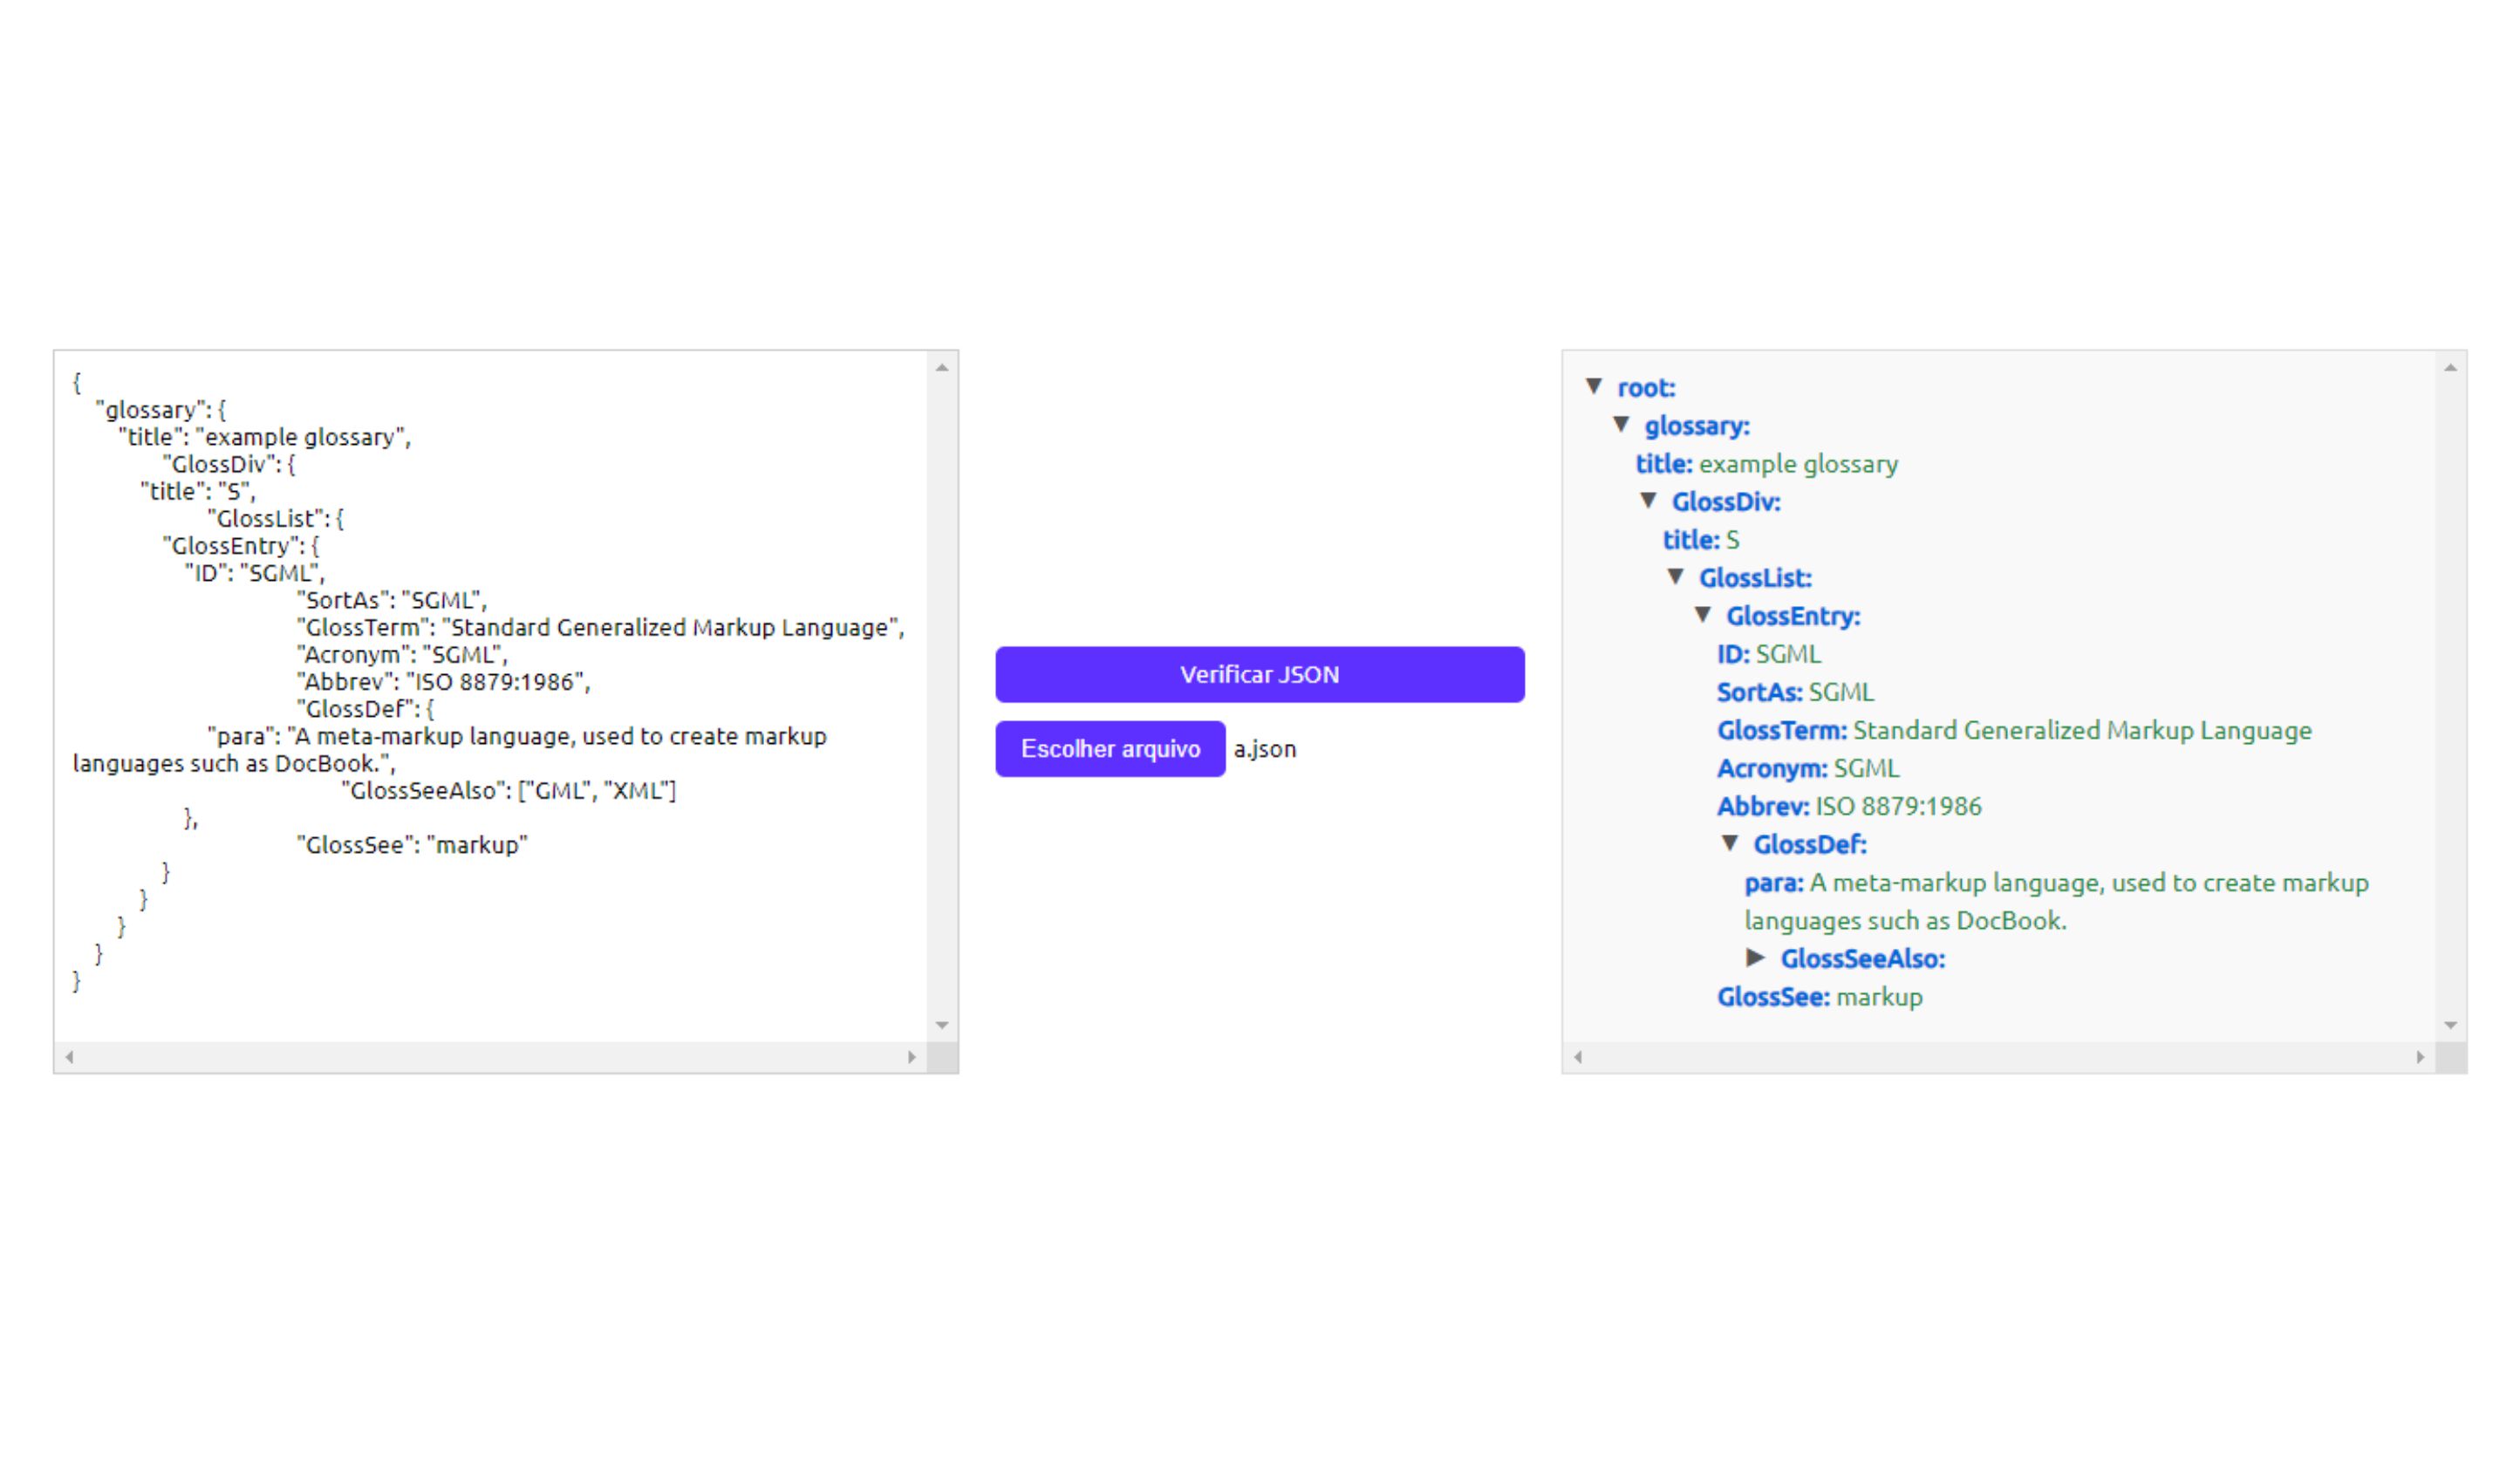 {
"glossary": {
"title": "example glossary",
"GlossDiv": {
"title": "S",
"GlossList": {
"GlossEntry": {
"ID": "SGML",
"SortAs": "SGML",
"GlossTerm": "Standard Generalized Markup Language",
"Acronym": "SGML",
"Abbrev": "ISO 8879:1986",
"GlossDef": {
"para": "A meta-markup language, used to create markup
languages such as DocBook.",
"GlossSeeAlso": ["GML", "XML"]
},
"GlossSee": "markup"
}
}
}
}
}
Verificar JSON
Escolher arquivo a.json
▼ root:
▼ glossary:
title: example glossary
▼ GlossDiv:
title: S
▼ GlossList:
▼ GlossEntry:
ID: SGML
SortAs: SGML
GlossTerm: Standard Generalized Markup Language
Acronym: SGML
Abbrev: ISO 8879:1986
▼ GlossDef:
para: A meta-markup language, used to create markup
languages such as DocBook.
▶ GlossSeeAlso:
GlossSee: markup